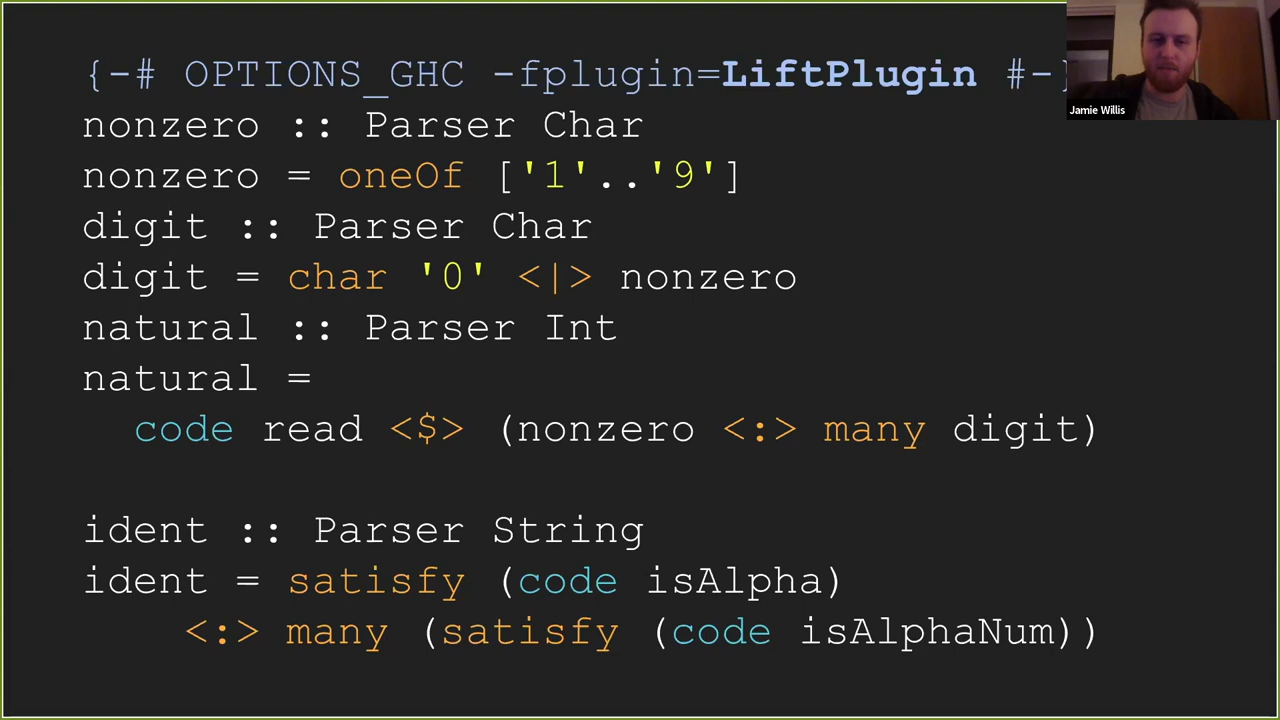 {-# OPTIONS_GHC -fplugin=LiftPlugin #-}
nonzero :: Parser Char
nonzero = oneOf ['1'..'9']
digit :: Parser Char
digit = char '0' <|> nonzero
natural :: Parser Int
natural =
  code read <$> (nonzero <:> many digit)
ident :: Parser String
ident = satisfy (code isAlpha)
    <:> many (satisfy (code isAlphaNum))
Jamie Willis